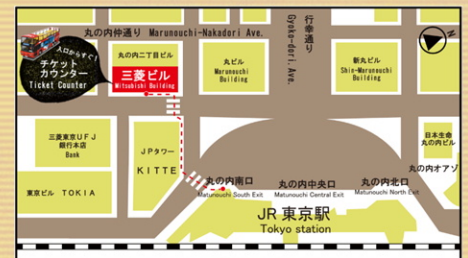 丸の内仲通り Marunouchi-Nakadori Ave.
行幸通り
Gyoko-dori. Ave.
N
入口からすぐ!
チケット
カウンター
Ticket Counter
丸の内二丁目ビル
三菱ビル
Mitsubishi Building
丸ビル
Marunouchi
Building
新丸ビル
Shin-Marunouchi
Building
三菱東京UFJ
銀行本店
Bank
JPタワー
KITTE
日本生命
丸の内ビル
丸の内オアゾ
東京ビル TOKIA
丸の内南口
Matunouchi South Exit
丸の内中央口
Matunouchi Central Exit
丸の内北口
Matunouchi North Exit
JR 東京駅
Tokyo station